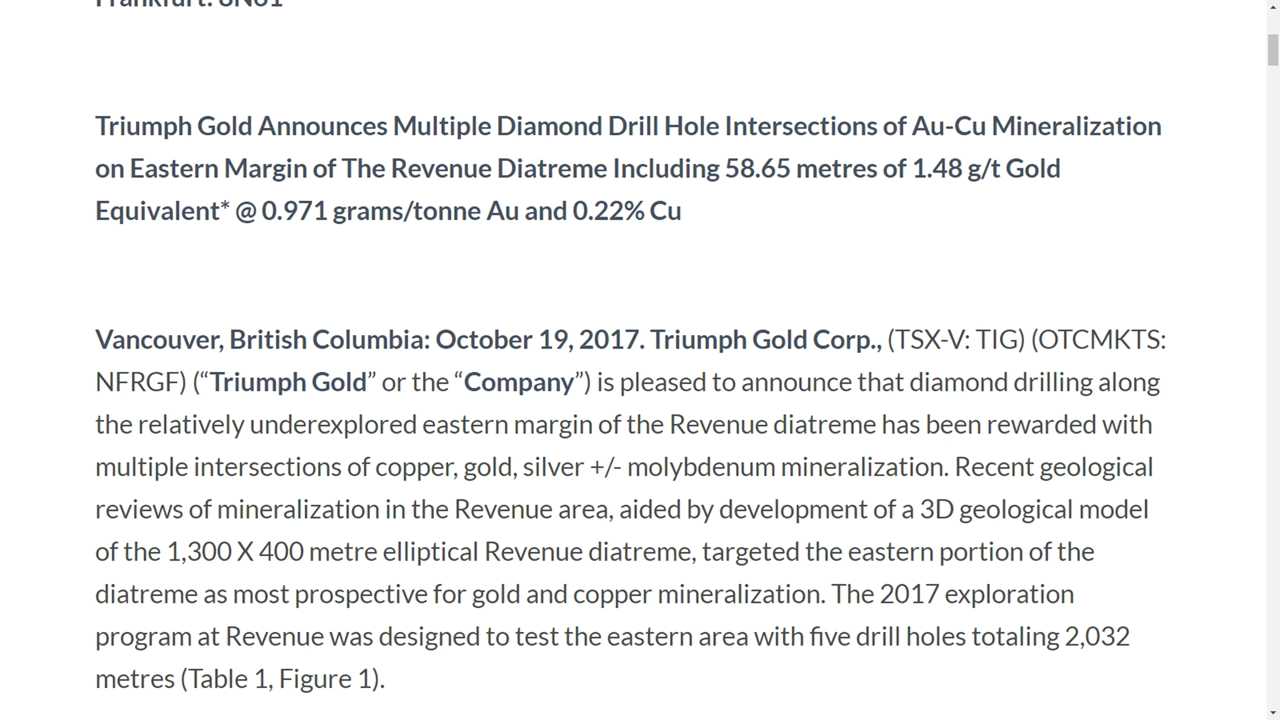 Triumph Gold Announces Multiple Diamond Drill Hole Intersections of Au-Cu Mineralization
on Eastern Margin of The Revenue Diatreme Including 58.65 metres of 1.48 g/t Gold
Equivalent* @ 0.971 grams/tonne Au and 0.22% Cu
Vancouver, British Columbia: October 19, 2017. Triumph Gold Corp., (TSX-V: TIG) (OTCMKTS:
NFRGF) (“Triumph Gold” or the “Company”) is pleased to announce that diamond drilling along
the relatively underexplored eastern margin of the Revenue diatreme has been rewarded with
multiple intersections of copper, gold, silver +/- molybdenum mineralization. Recent geological
reviews of mineralization in the Revenue area, aided by development of a 3D geological model
of the 1,300 X 400 metre elliptical Revenue diatreme, targeted the eastern portion of the
diatreme as most prospective for gold and copper mineralization. The 2017 exploration
program at Revenue was designed to test the eastern area with five drill holes totaling 2,032
metres (Table 1, Figure 1).